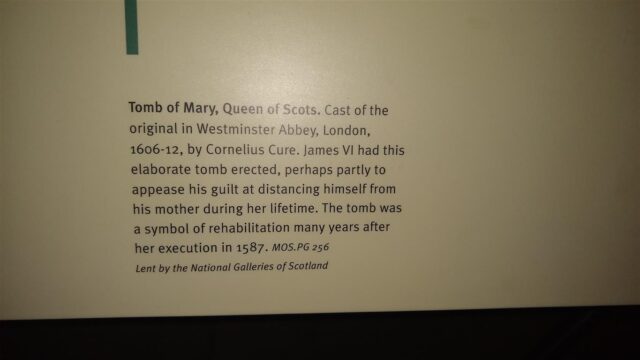 Tomb of Mary, Queen of Scots. Cast of the
original in Westminster Abbey, London,
1606-12, by Cornelius Cure. James VI had this
elaborate tomb erected, perhaps partly to
appease his guilt at distancing himself from
his mother during her lifetime. The tomb was
a symbol of rehabilitation many years after
her execution in 1587. MOS.PG 256
Lent by the National Galleries of Scotland